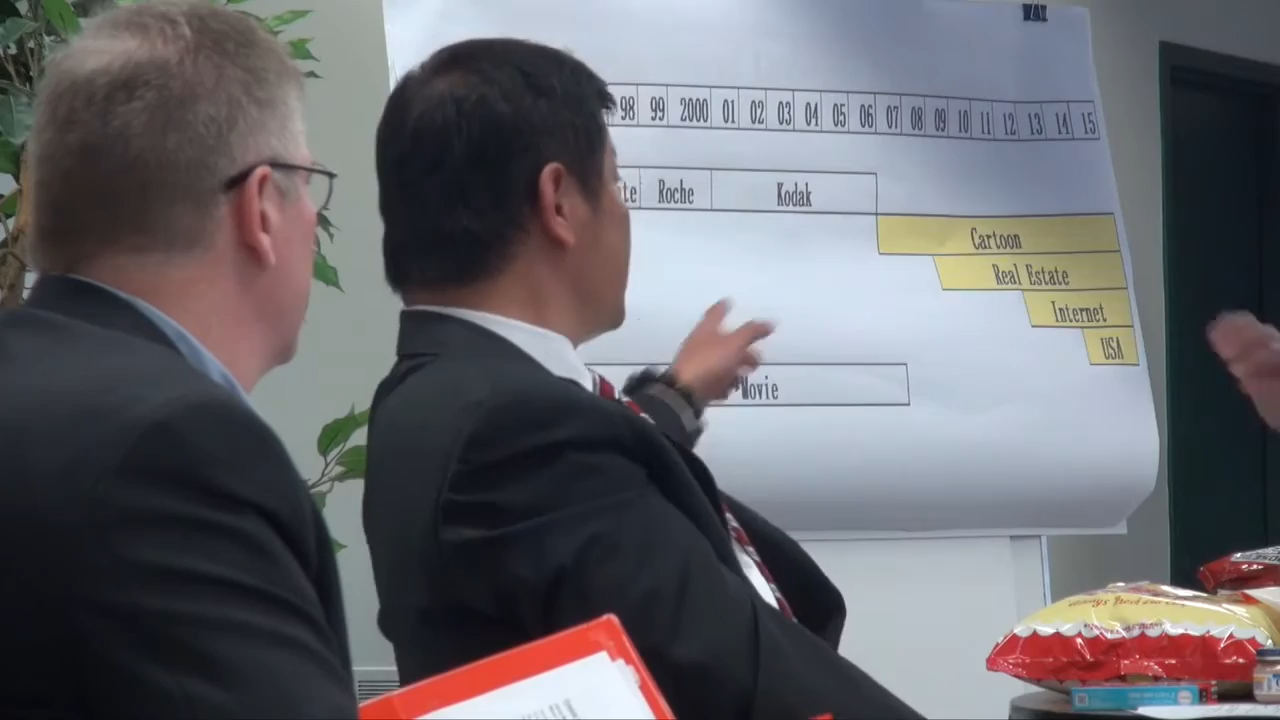 98 99 2000 01 02 03 04 05 06 07 08 09 10 11 12 13 14 15
te Roche Kodak
Cartoon
Real Estate
Internet
USA
Movie